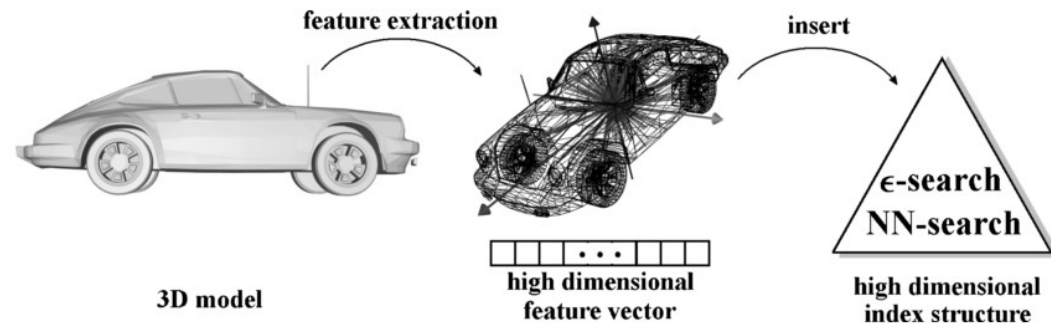 feature extraction
insert
ϵ-search
NN-search
3D model
• • •
high dimensional
feature vector
high dimensional
index structure